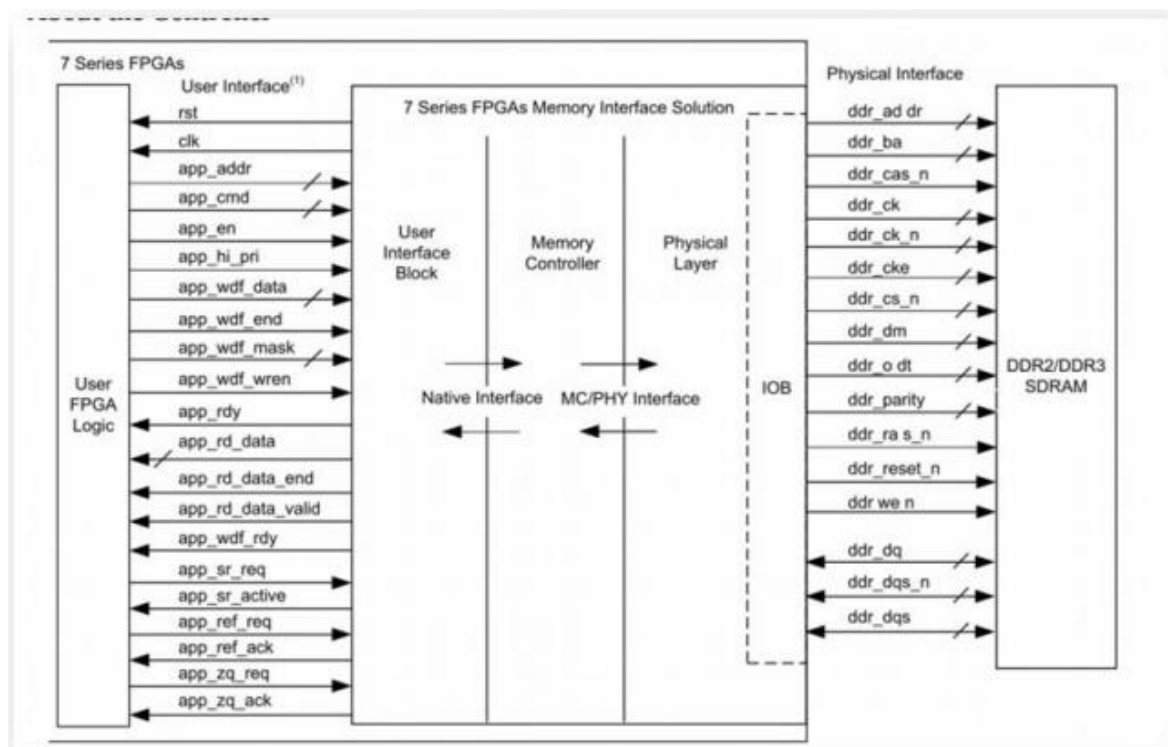 7 Series FPGAs
User Interface(1)
rst
clk
app_addr
app_cmd
app_en
app_hi_pri
app_wdf_data
app_wdf_end
app_wdf_mask
app_wdf_wren
app_rdy
app_rd_data
app_rd_data_end
app_rd_data_valid
app_wdf_rdy
app_sr_req
app_sr_active
app_ref_req
app_ref_ack
app_zq_req
app_zq_ack
User
FPGA
Logic
7 Series FPGAs Memory Interface Solution
User
Interface
Block
Memory
Controller
Physical
Layer
Native Interface
MC/PHY Interface
IOB
Physical Interface
ddr_ad dr
ddr_ba
ddr_cas_n
ddr_ck
ddr_ck_n
ddr_cke
ddr_cs_n
ddr_dm
ddr_o dt
ddr_parity
ddr_ra s_n
ddr_reset_n
ddr we n
ddr_dq
ddr_dqs_n
ddr_dqs
DDR2/DDR3
SDRAM